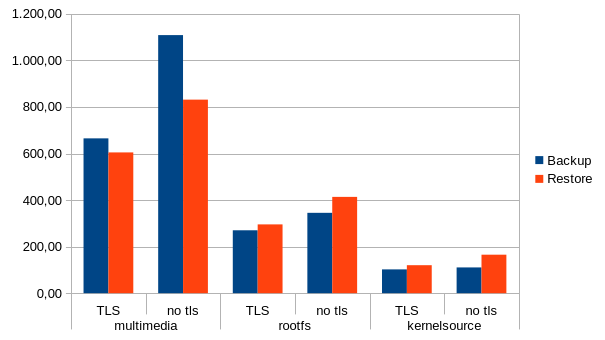 1.200,00
1.000,00
800,00
600,00
400,00
200,00
0,00
Backup
Restore
TLS no tls TLS no tls TLS no tls
multimedia rootfs kernelsource